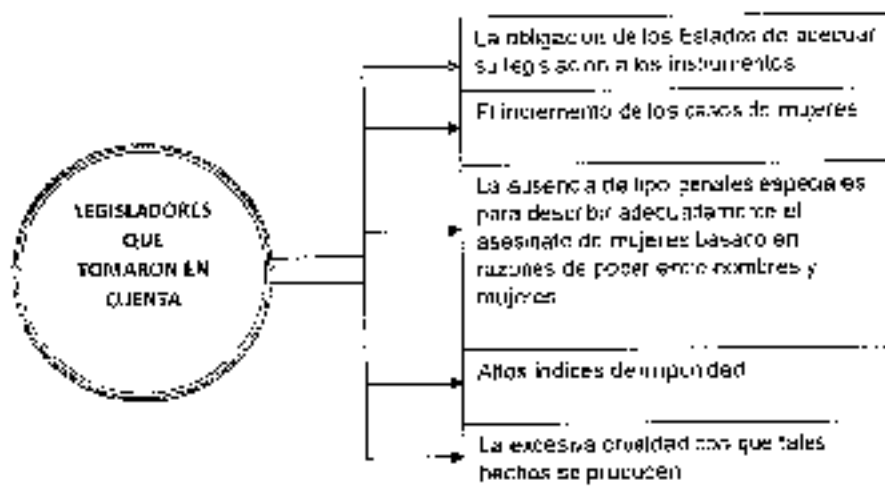 LEGISLADORES
QUE
TOMARON EN
CUENTA
La obligación de los Estados de adecuar
su legislación a los instrumentos
El incremento de los casos de mujeres
La ausencia de tipo penales especiales
para describir adecuadamente el
asesinato de mujeres basado en
razones de poder entre hombres y
mujeres
Altos índices de impunidad
La excesiva crueldad con que tales
hechos se producen